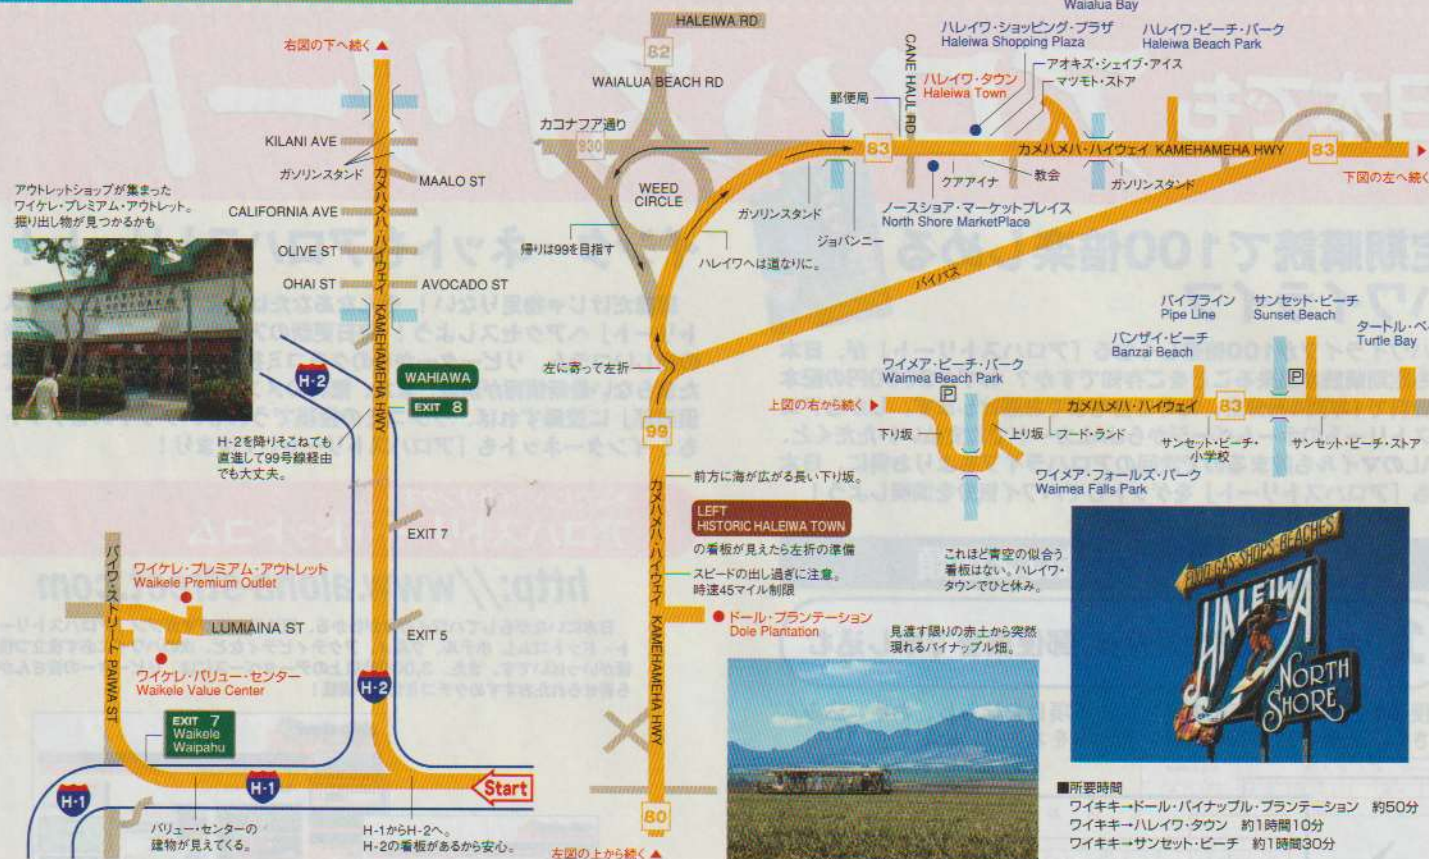 右図の下へ続く ▲
KILANI AVE
ガソリンスタンド
MAALO ST
CALIFORNIA AVE
OLIVE ST
OHAI ST
AVOCADO ST
カメハメハ・ハイウェイ KAMEHAMEHA HWY
アウトレットショップが集まった
ワイケレ・プレミアム・アウトレット。
掘り出し物が見つかるかも
H-2
WAHIAWA
EXIT 8
H-2を降りそこねても
直進して99号線経由
でも大丈夫。
EXIT 7
EXIT 5
H-2
パイワ・ストリート PAIWA ST
ワイケレ・プレミアム・アウトレット
Waikele Premium Outlet
LUMIAINA ST
ワイケレ・バリュー・センター
Waikele Value Center
EXIT 7
Waikele
Waipahu
H-1
H-1
Start
バリュー・センターの
建物が見えてくる。
H-1からH-2へ。
H-2の看板があるから安心。
HALEIWA RD
82
WAIALUA BEACH RD
カコナフア通り
930
WEED
CIRCLE
帰りは99を目指す
ハレイワへは道なりに。
ガソリンスタンド
ジョバンニー
83
郵便局
CANE HAUL RD
Waialua Bay
ハレイワ・ショッピング・プラザ
Haleiwa Shopping Plaza
ハレイワ・ビーチ・パーク
Haleiwa Beach Park
アオキズ・シェイブ・アイス
マツモト・ストア
ハレイワ・タウン
Haleiwa Town
カメハメハ・ハイウェイ KAMEHAMEHA HWY
83
下図の左へ続く
クアアイナ
教会
ガソリンスタンド
ノースショア・マーケットプレイス
North Shore MarketPlace
バイパス
左に寄って左折
99
前方に海が広がる長い下り坂。
LEFT
HISTORIC HALEIWA TOWN
の看板が見えたら左折の準備
スピードの出し過ぎに注意。
時速45マイル制限
カメハメハ・ハイウェイ KAMEHAMEHA HWY
ドール・プランテーション
Dole Plantation
80
左図の上から続く ▲
ワイメア・ビーチ・パーク
Waimea Beach Park
P
上図の右から続く ▶
下り坂
上り坂
フード・ランド
ワイメア・フォールズ・パーク
Waimea Falls Park
カメハメハ・ハイウェイ
83
パイプライン
Pipe Line
バンザイ・ビーチ
Banzai Beach
サンセット・ビーチ
Sunset Beach
タートル・ベ
Turtle Bay
P
サンセット・ビーチ・
小学校
サンセット・ビーチ・ストア
これほど青空の似合う
看板はない。ハレイワ・
タウンでひと休み。
見渡す限りの赤土から突然
現れるパイナップル畑。
FOOD GAS SHOPS BEACHES
HALEIWA
NORTH
SHORE
■所要時間
ワイキキ→ドール・パイナップル・プランテーション 約50分
ワイキキ→ハレイワ・タウン 約1時間10分
ワイキキ→サンセット・ビーチ 約1時間30分